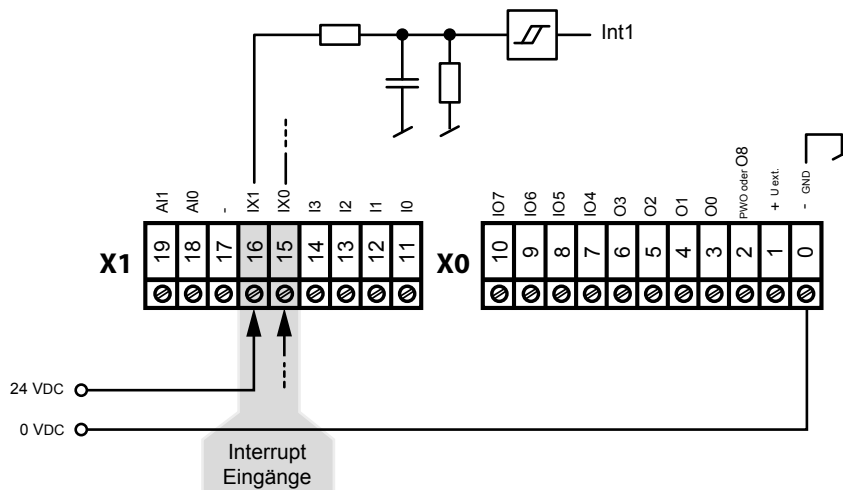 Int1
AI1
AI0
-
IX1
IX0
I3
I2
I1
I0
IO7
IO6
IO5
IO4
O3
O2
O1
O0
PWO oder O8
+ U ext.
- GND
X1
19
18
17
16
15
14
13
12
11
X0
10
9
8
7
6
5
4
3
2
1
0
24 VDC
0 VDC
Interrupt
Eingänge